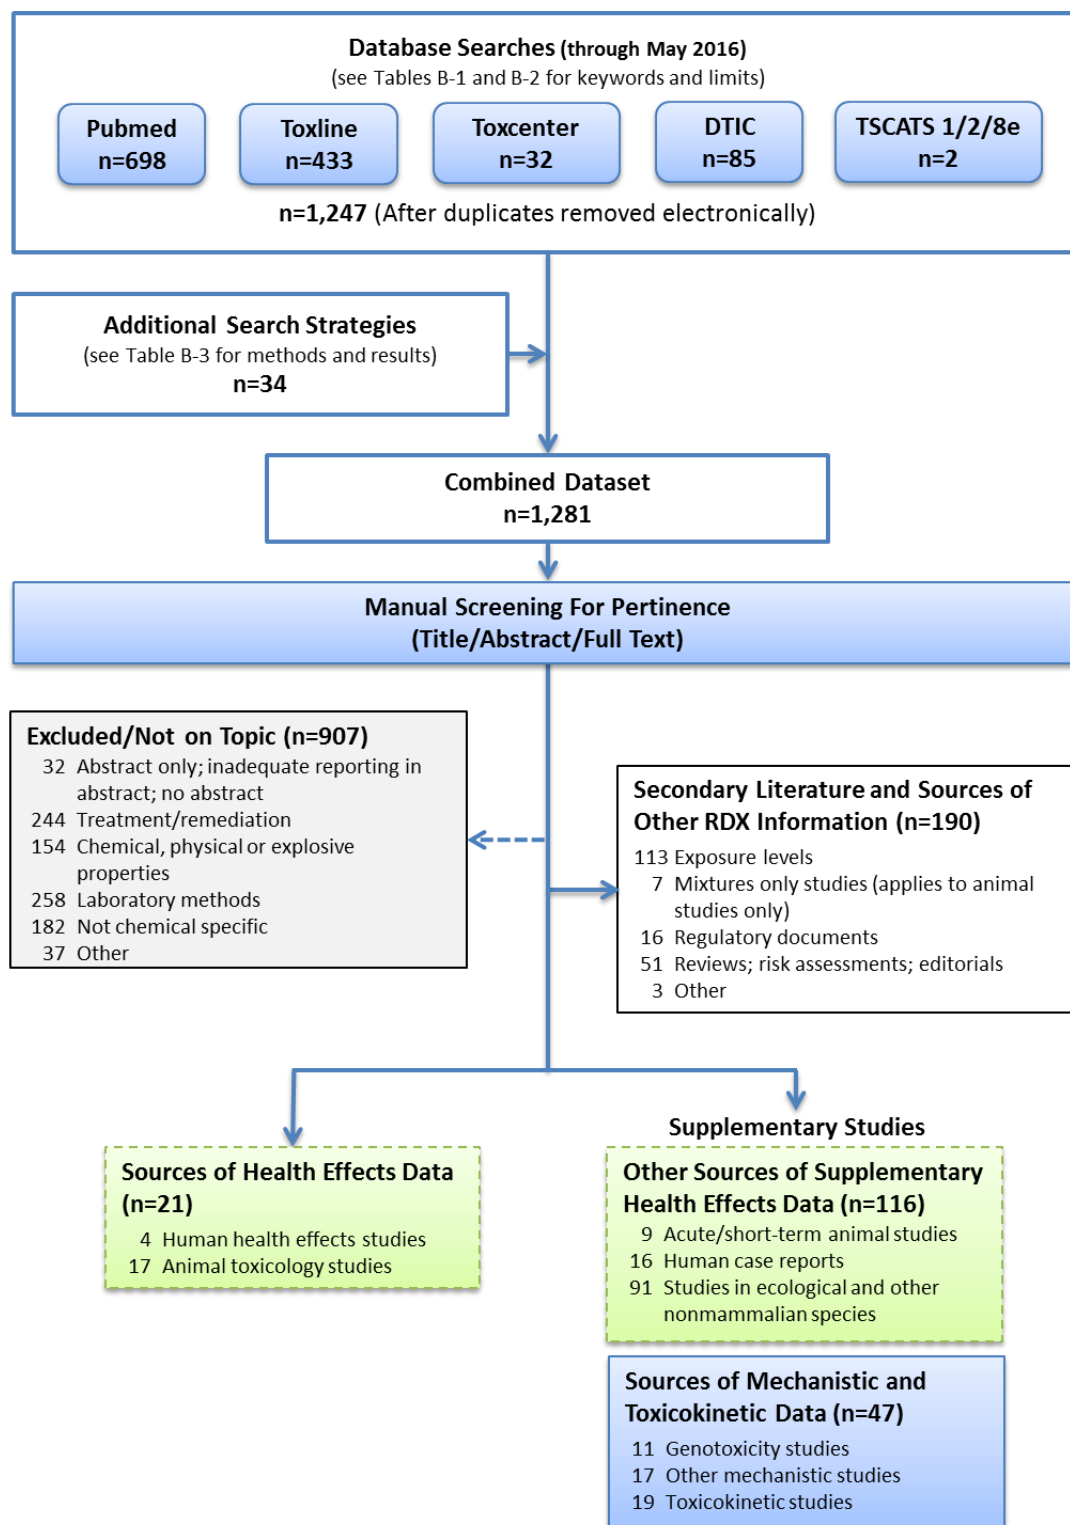 Database Searches (through May 2016)
(see Tables B-1 and B-2 for keywords and limits)
Pubmed
n=698
Toxline
n=433
Toxcenter
n=32
DTIC
n=85
TSCATS 1/2/8e
n=2
n=1,247 (After duplicates removed electronically)
Additional Search Strategies
(see Table B-3 for methods and results)
n=34
Combined Dataset
n=1,281
Manual Screening For Pertinence
(Title/Abstract/Full Text)
Excluded/Not on Topic (n=907)
32 Abstract only; inadequate reporting in
abstract; no abstract
244 Treatment/remediation
154 Chemical, physical or explosive
properties
258 Laboratory methods
182 Not chemical specific
37 Other
Secondary Literature and Sources of
Other RDX Information (n=190)
113 Exposure levels
7 Mixtures only studies (applies to animal
studies only)
16 Regulatory documents
51 Reviews; risk assessments; editorials
3 Other
Sources of Health Effects Data
(n=21)
4 Human health effects studies
17 Animal toxicology studies
Supplementary Studies
Other Sources of Supplementary
Health Effects Data (n=116)
9 Acute/short-term animal studies
16 Human case reports
91 Studies in ecological and other
nonmammalian species
Sources of Mechanistic and
Toxicokinetic Data (n=47)
11 Genotoxicity studies
17 Other mechanistic studies
19 Toxicokinetic studies